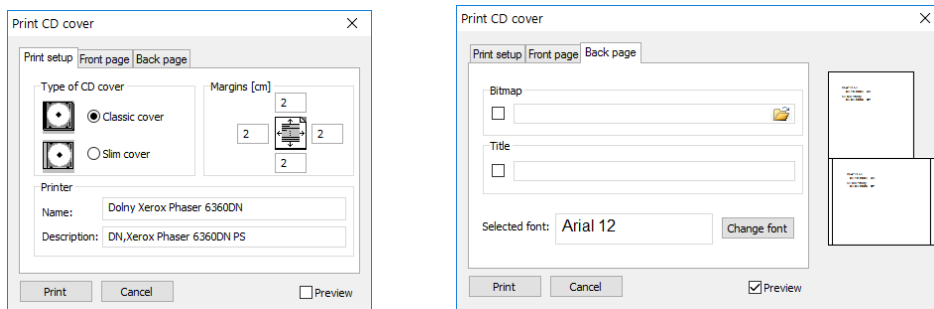 Print CD cover
Print setup Front page Back page
Type of CD cover
Classic cover
Slim cover
Margins [cm]
2
2 2
2
Printer
Name: Dolny Xerox Phaser 6360DN
Description: DN,Xerox Phaser 6360DN PS
Print Cancel Preview
Print CD cover
Print setup Front page Back page
Bitmap
Title
Selected font: Arial 12 Change font
Print Cancel Preview